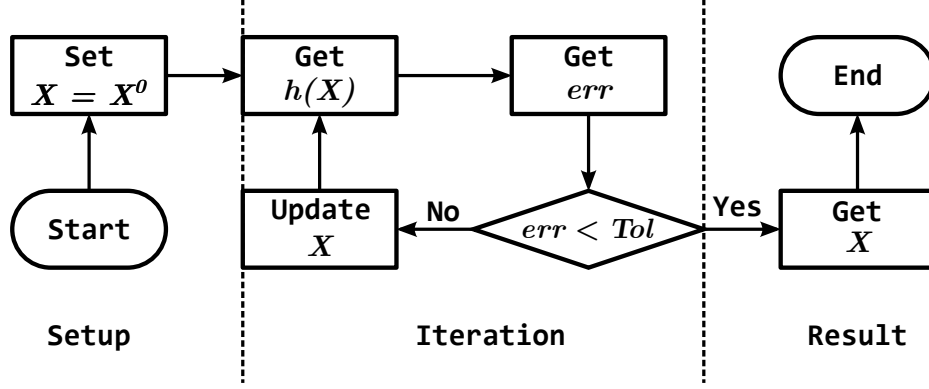 Set
X = X⁰
Get
h(X)
Get
err
End
Start
Update
X
No
err < Tol
Yes
Get
X
Setup
Iteration
Result